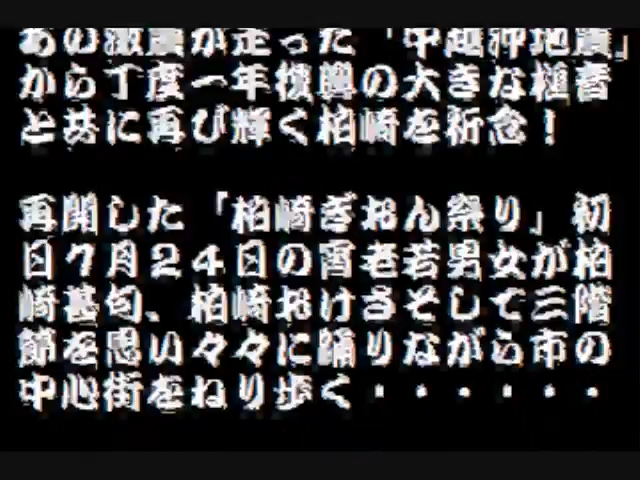 あの激震が走った「中越沖地震」
から丁度一年復興の大きな槌音
と共に再び輝く柏崎を祈念！
再開した「柏崎ぎおん祭り」初
日７月２４日の宵老若男女が柏
崎甚句、柏崎おけさそして三階
節を思い々々に踊りながら市の
中心街をねり歩く・・・・・・